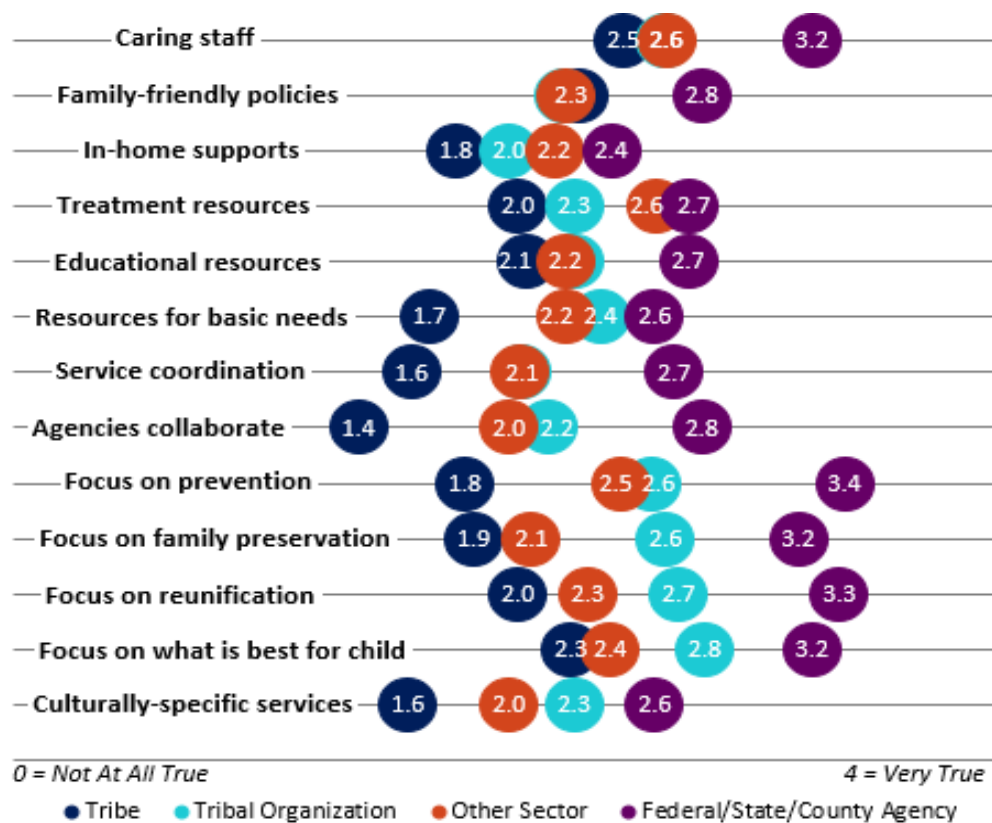 Caring staff 2.5 2.6 3.2
Family-friendly policies 2.3 2.8
In-home supports 1.8 2.0 2.2 2.4
Treatment resources 2.0 2.3 2.6 2.7
Educational resources 2.1 2.2 2.7
Resources for basic needs 1.7 2.2 2.4 2.6
Service coordination 1.6 2.1 2.7
Agencies collaborate 1.4 2.0 2.2 2.8
Focus on prevention 1.8 2.5 2.6 3.4
Focus on family preservation 1.9 2.1 2.6 3.2
Focus on reunification 2.0 2.3 2.7 3.3
Focus on what is best for child 2.3 2.4 2.8 3.2
Culturally-specific services 1.6 2.0 2.3 2.6
0 = Not At All True 4 = Very True
Tribe Tribal Organization Other Sector Federal/State/County Agency